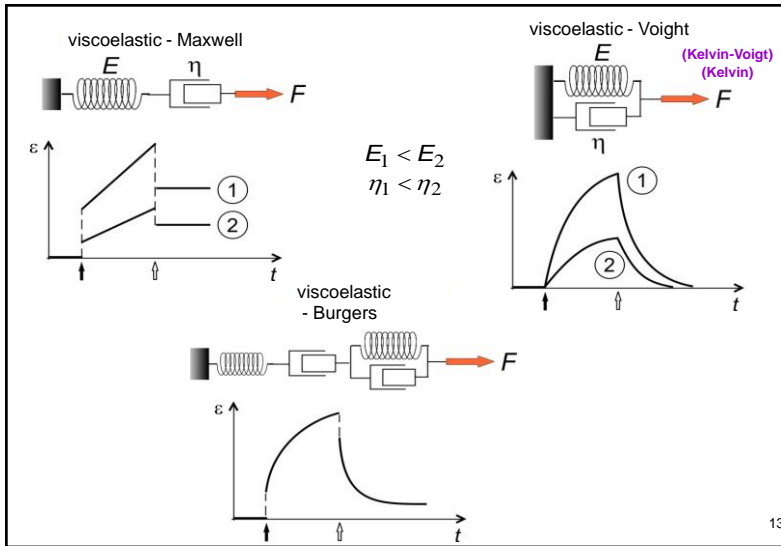 viscoelastic - Maxwell
E
η
F
ε
1
2
t
E₁ < E₂
η₁ < η₂
viscoelastic - Voight
(Kelvin-Voigt)
(Kelvin)
E
F
η
ε
1
2
t
viscoelastic
- Burgers
F
ε
t
13